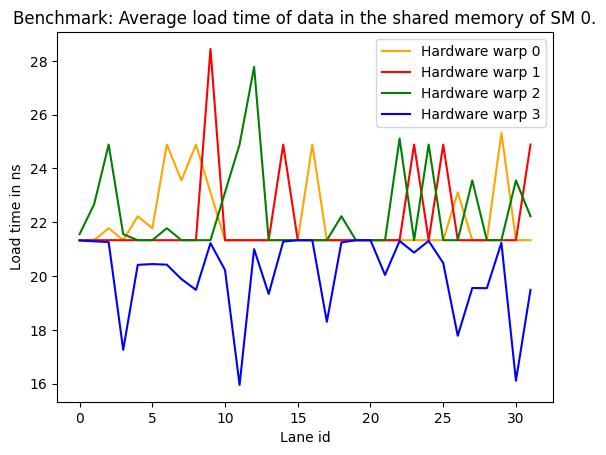 Benchmark: Average load time of data in the shared memory of SM 0.
Hardware warp 0
Hardware warp 1
Hardware warp 2
Hardware warp 3
Load time in ns
28
26
24
22
20
18
16
0 5 10 15 20 25 30
Lane id